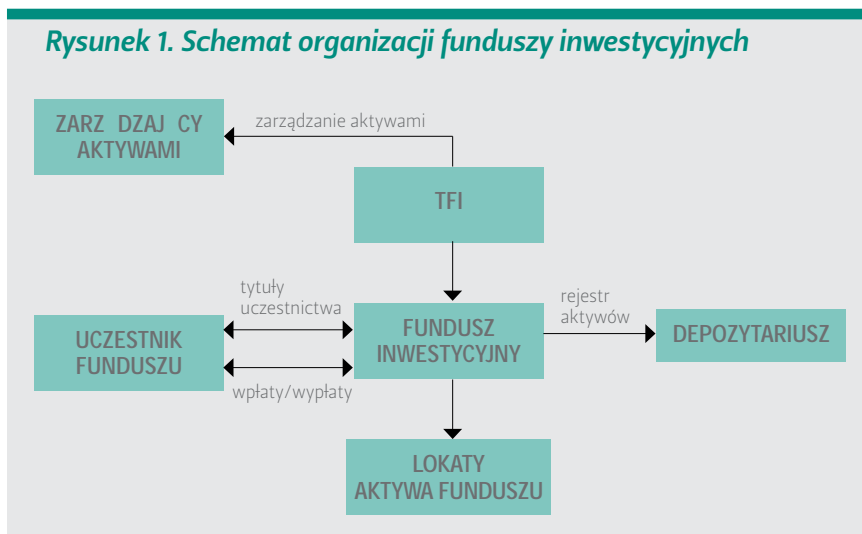 Rysunek 1. Schemat organizacji funduszy inwestycyjnych
ZARZ DZAJ CY
AKTYWAMI
zarządzanie aktywami
TFI
tytuły
uczestnictwa
rejestr
aktywów
UCZESTNIK
FUNDUSZU
FUNDUSZ
INWESTYCYJNY
DEPOZYTARIUSZ
wpłaty/wypłaty
LOKATY
AKTYWA FUNDUSZU